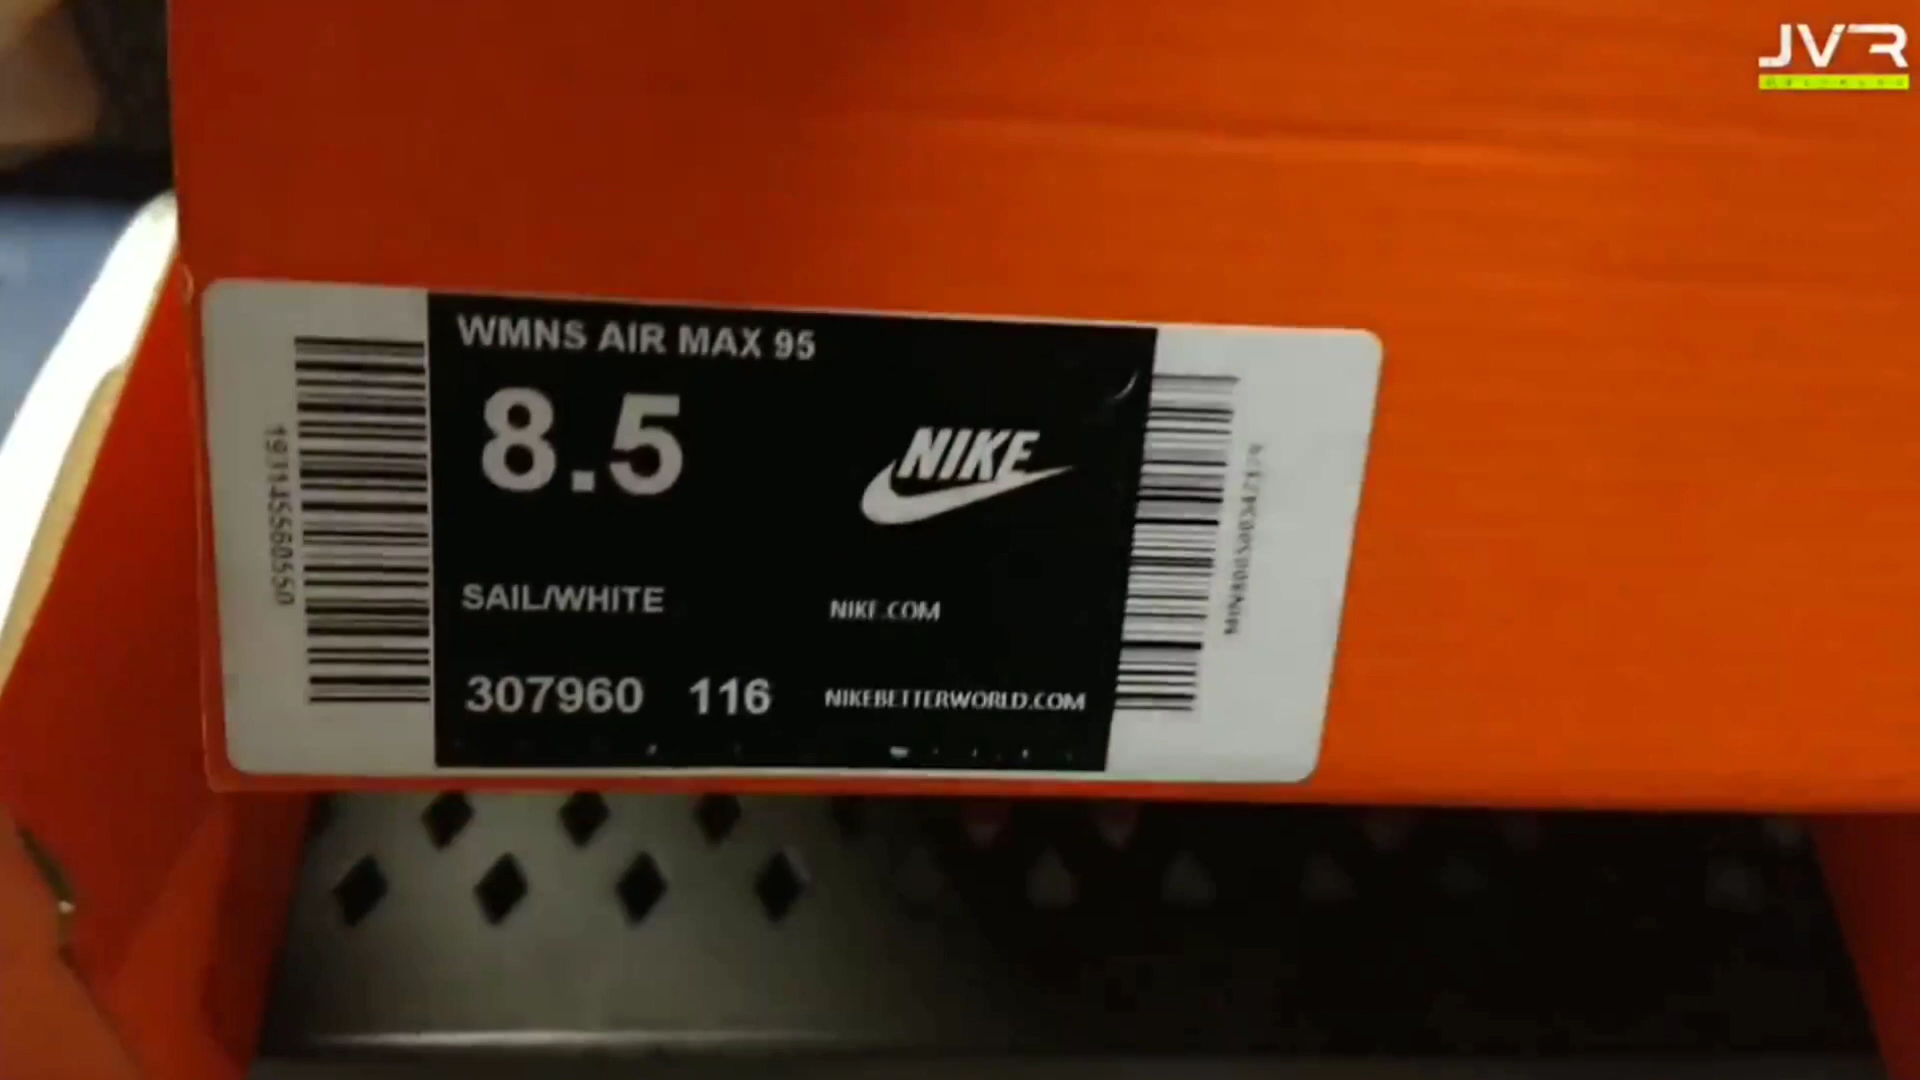 JVR
WMNS AIR MAX 95
8.5
NIKE
SAIL/WHITE
NIKE.COM
307960 116
NIKEBETTERWORLD.COM